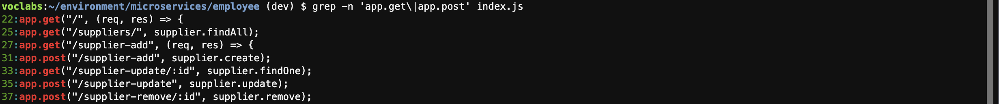 voclabs:~/environment/microservices/employee (dev) $ grep -n 'app.get\|app.post' index.js
22:app.get("/", (req, res) => {
25:app.get("/suppliers/", supplier.findAll);
27:app.get("/supplier-add", (req, res) => {
31:app.post("/supplier-add", supplier.create);
33:app.get("/supplier-update/:id", supplier.findOne);
35:app.post("/supplier-update", supplier.update);
37:app.post("/supplier-remove/:id", supplier.remove);